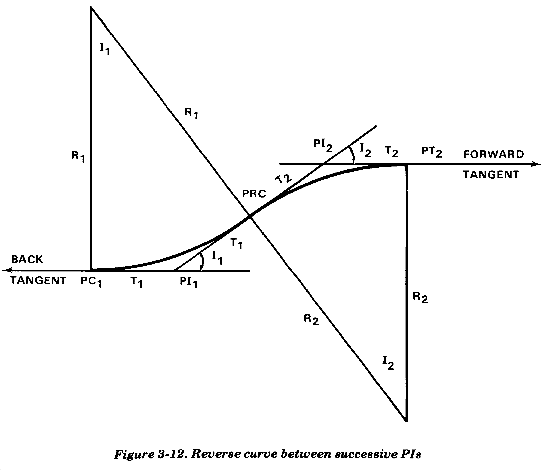 I1
R1
R1
PI2
I2
T2
PT2
FORWARD
TANGENT
T2
PRC
T1
I1
BACK
TANGENT
PC1
T1
PI1
R2
R2
I2
Figure 3-12. Reverse curve between successive PIs